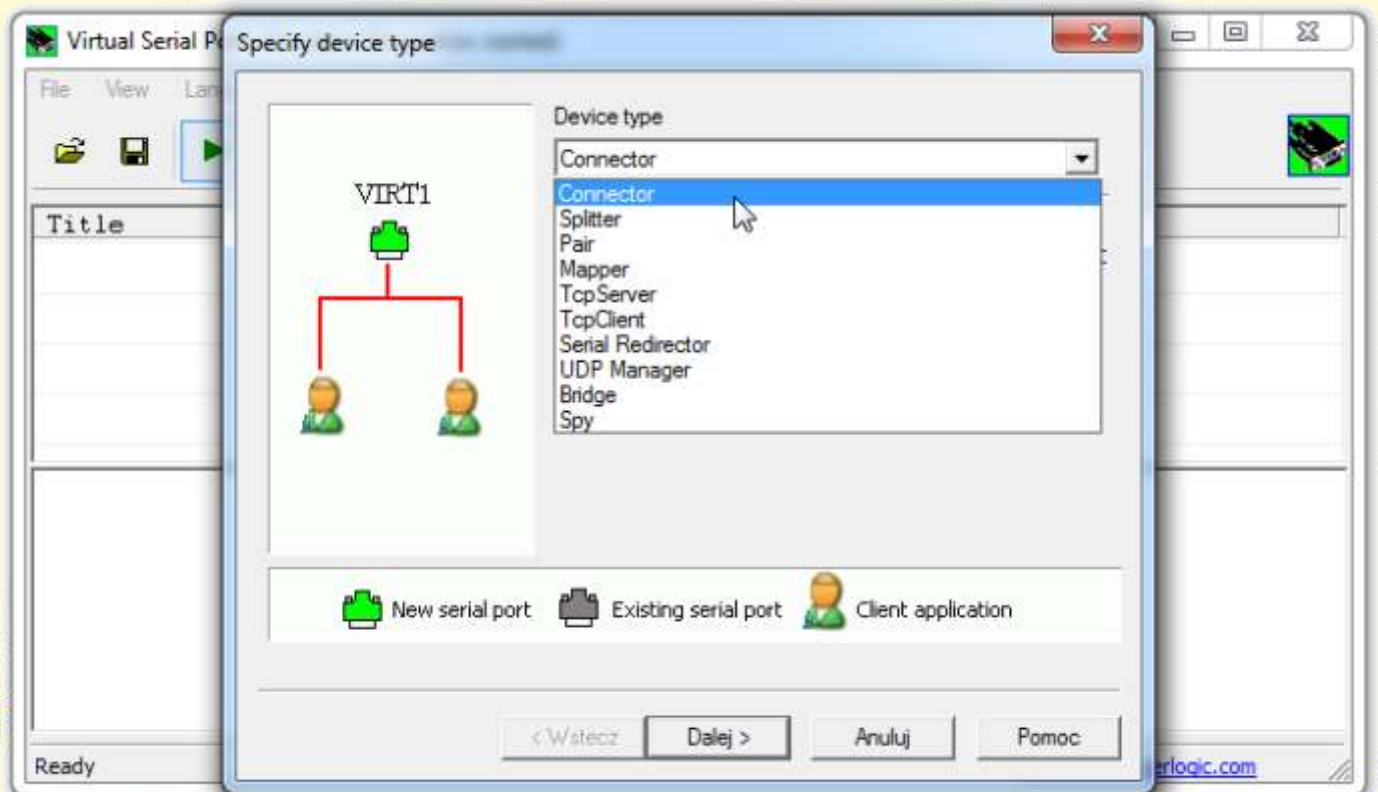 Virtual Serial P
Specify device type
File View Lan
Device type
Connector
VIRT1
Connector
Splitter
Pair
Mapper
TcpServer
TcpClient
Serial Redirector
UDP Manager
Bridge
Spy
Title
New serial port Existing serial port Client application
< Wstecz Dalej > Anuluj Pomoc
Ready
erlogic.com